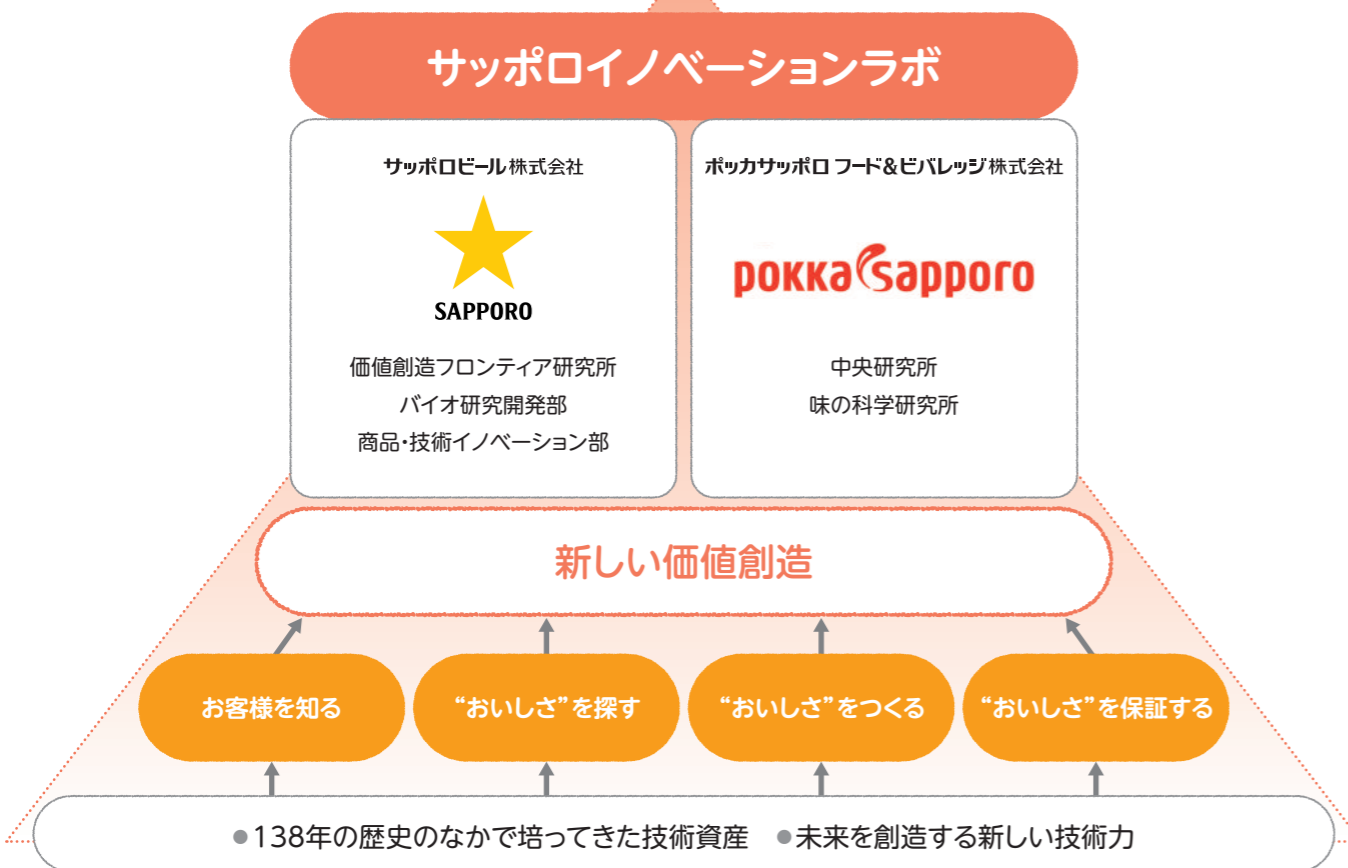 サッポロイノベーションラボ
サッポロビール株式会社
SAPPORO
価値創造フロンティア研究所
バイオ研究開発部
商品・技術イノベーション部
ポッカサッポロ フード&ビバレッジ株式会社
pokka sapporo
中央研究所
味の科学研究所
新しい価値創造
お客様を知る
“おいしさ”を探す
“おいしさ”をつくる
“おいしさ”を保証する
●138年の歴史のなかで培ってきた技術資産 ●未来を創造する新しい技術力